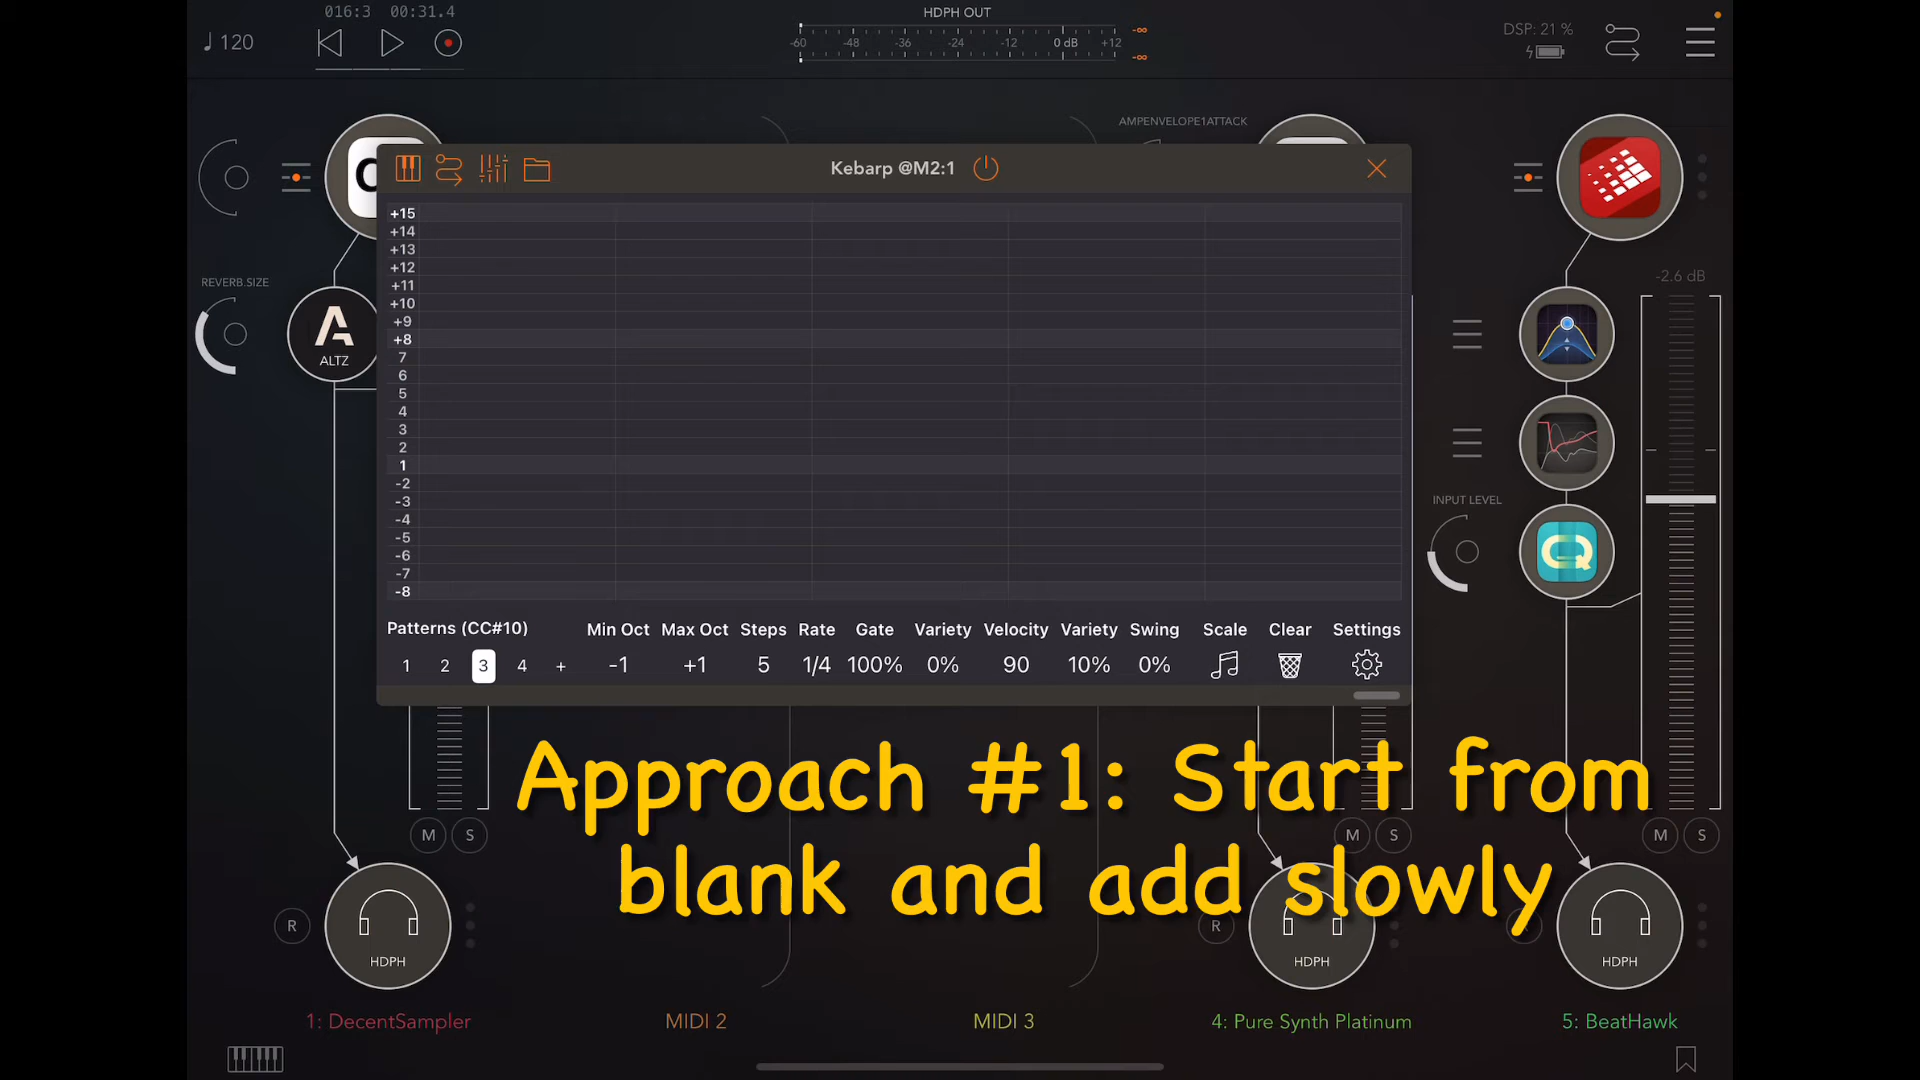 016:3 00:31.4
HDPH OUT
120
-60 -48 -36 -24 -12 0 dB +12
-∞
-∞
DSP: 21 %
AMPENVELOPE1ATTACK
Kebarp @M2:1
+15
+14
+13
+12
+11
+10
+9
+8
7
6
5
4
3
2
1
-2
-3
-4
-5
-6
-7
-8
REVERB.SIZE
A
ALTZ
-2.6 dB
INPUT LEVEL
Q
Patterns (CC#10) Min Oct Max Oct Steps Rate Gate Variety Velocity Variety Swing Scale Clear Settings
1 2 3 4 + -1 +1 5 1/4 100% 0% 90 10% 0%
Approach #1: Start from
blank and add slowly
M S M S M S
R R
HDPH HDPH HDPH
1: DecentSampler MIDI 2 MIDI 3 4: Pure Synth Platinum 5: BeatHawk